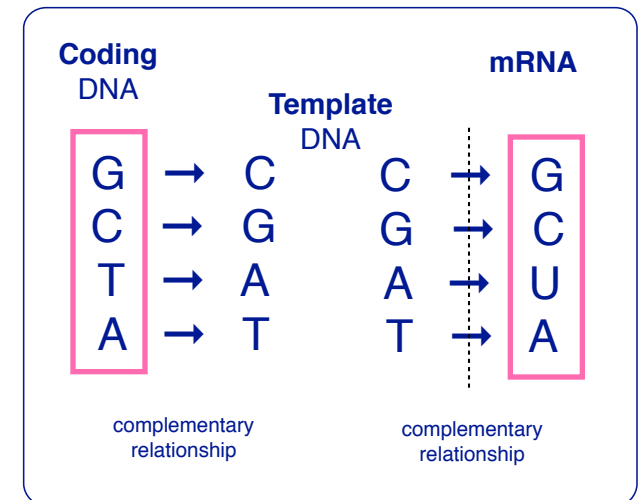 Coding
DNA
Template
DNA
mRNA
G → C C → G
C → G G → C
T → A A → U
A → T T → A
complementary
relationship
complementary
relationship